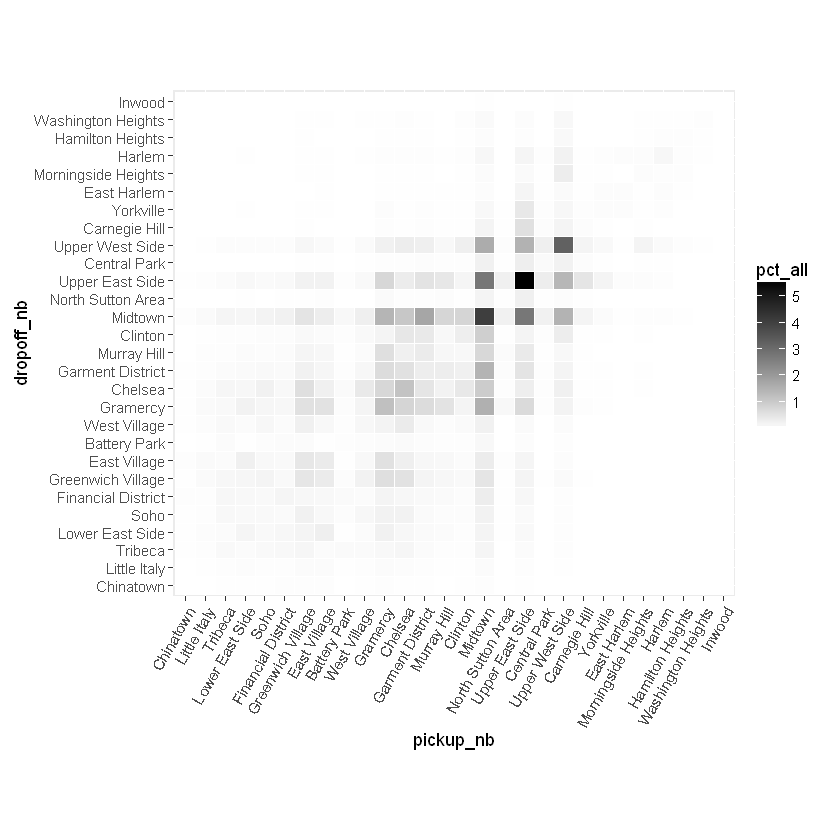 Inwood
Washington Heights
Hamilton Heights
Harlem
Morningside Heights
East Harlem
Yorkville
Carnegie Hill
Upper West Side
Central Park
Upper East Side
North Sutton Area
Midtown
Clinton
Murray Hill
Garment District
Chelsea
Gramercy
West Village
Battery Park
East Village
Greenwich Village
Financial District
Soho
Lower East Side
Tribeca
Little Italy
Chinatown
dropoff_nb
Chinatown
Little Italy
Tribeca
Lower East Side
Soho
Financial District
Greenwich Village
East Village
Battery Park
West Village
Gramercy
Chelsea
Garment District
Murray Hill
Clinton
Midtown
North Sutton Area
Upper East Side
Central Park
Upper West Side
Carnegie Hill
Yorkville
East Harlem
Morningside Heights
Harlem
Hamilton Heights
Washington Heights
Inwood
pickup_nb
pct_all
5
4
3
2
1